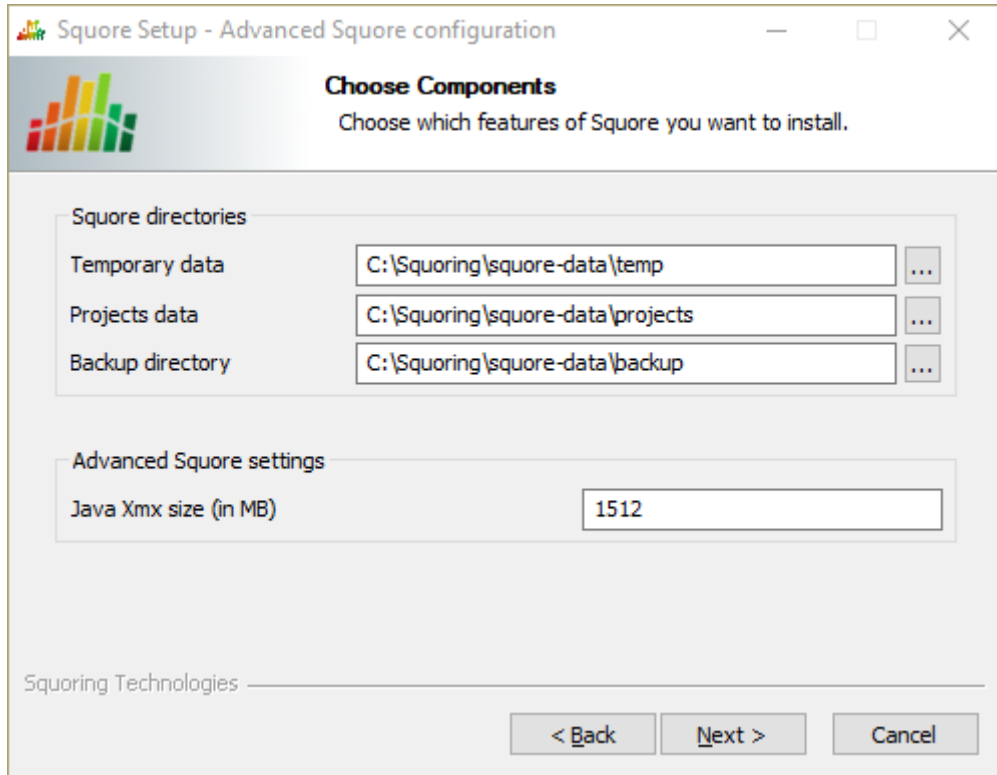 Squore Setup - Advanced Squore configuration
Choose Components
Choose which features of Squore you want to install.
Squore directories
Temporary data C:\Squoring\squore-data\temp ...
Projects data C:\Squoring\squore-data\projects ...
Backup directory C:\Squoring\squore-data\backup ...
Advanced Squore settings
Java Xmx size (in MB) 1512
Squoring Technologies
< Back Next > Cancel